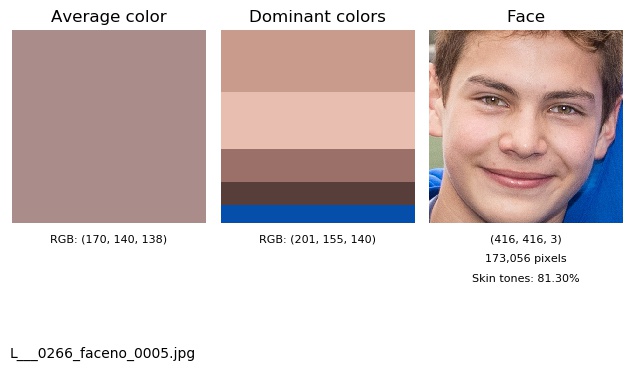 Average color
Dominant colors
Face
RGB: (170, 140, 138)
RGB: (201, 155, 140)
(416, 416, 3)
173,056 pixels
Skin tones: 81.30%
L___0266_faceno_0005.jpg